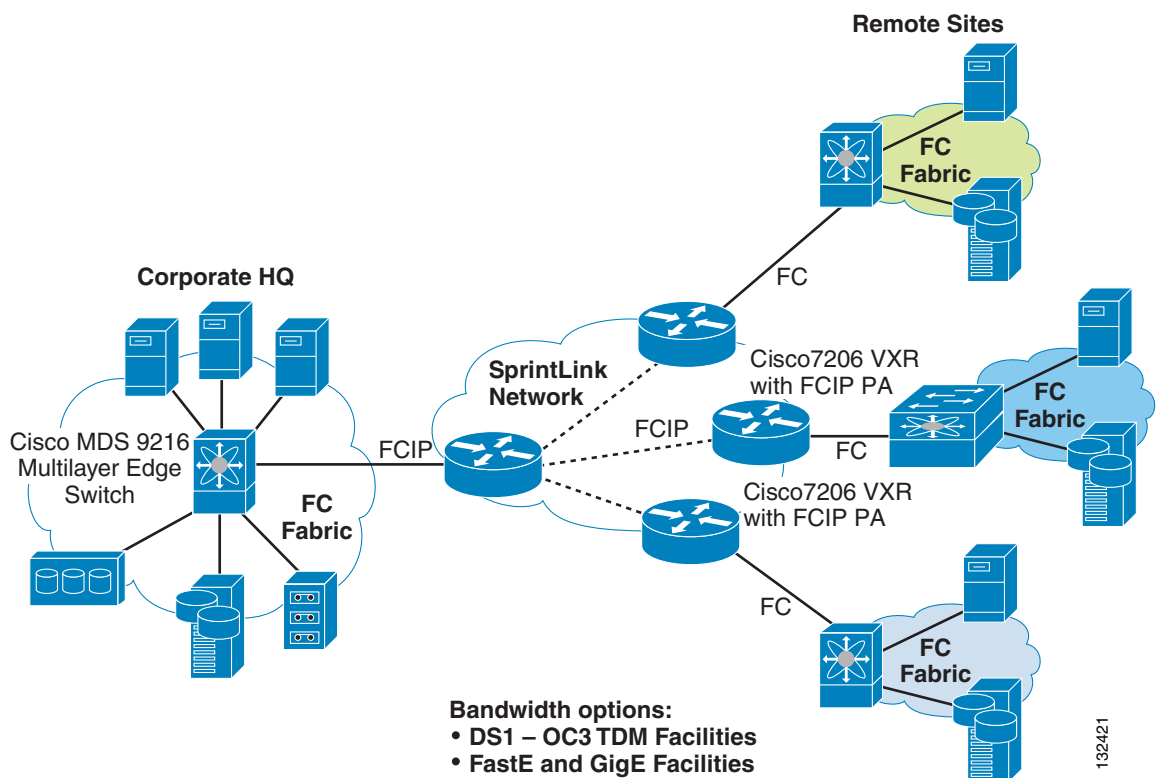 Remote Sites
FC
Fabric
FC
Corporate HQ
SprintLink
Network
Cisco7206 VXR
with FCIP PA
FC
Fabric
Cisco MDS 9216
Multilayer Edge
Switch
FCIP
FCIP
FC
Cisco7206 VXR
with FCIP PA
FC
Fabric
FC
FC
Fabric
Bandwidth options:
• DS1 – OC3 TDM Facilities
• FastE and GigE Facilities
132421